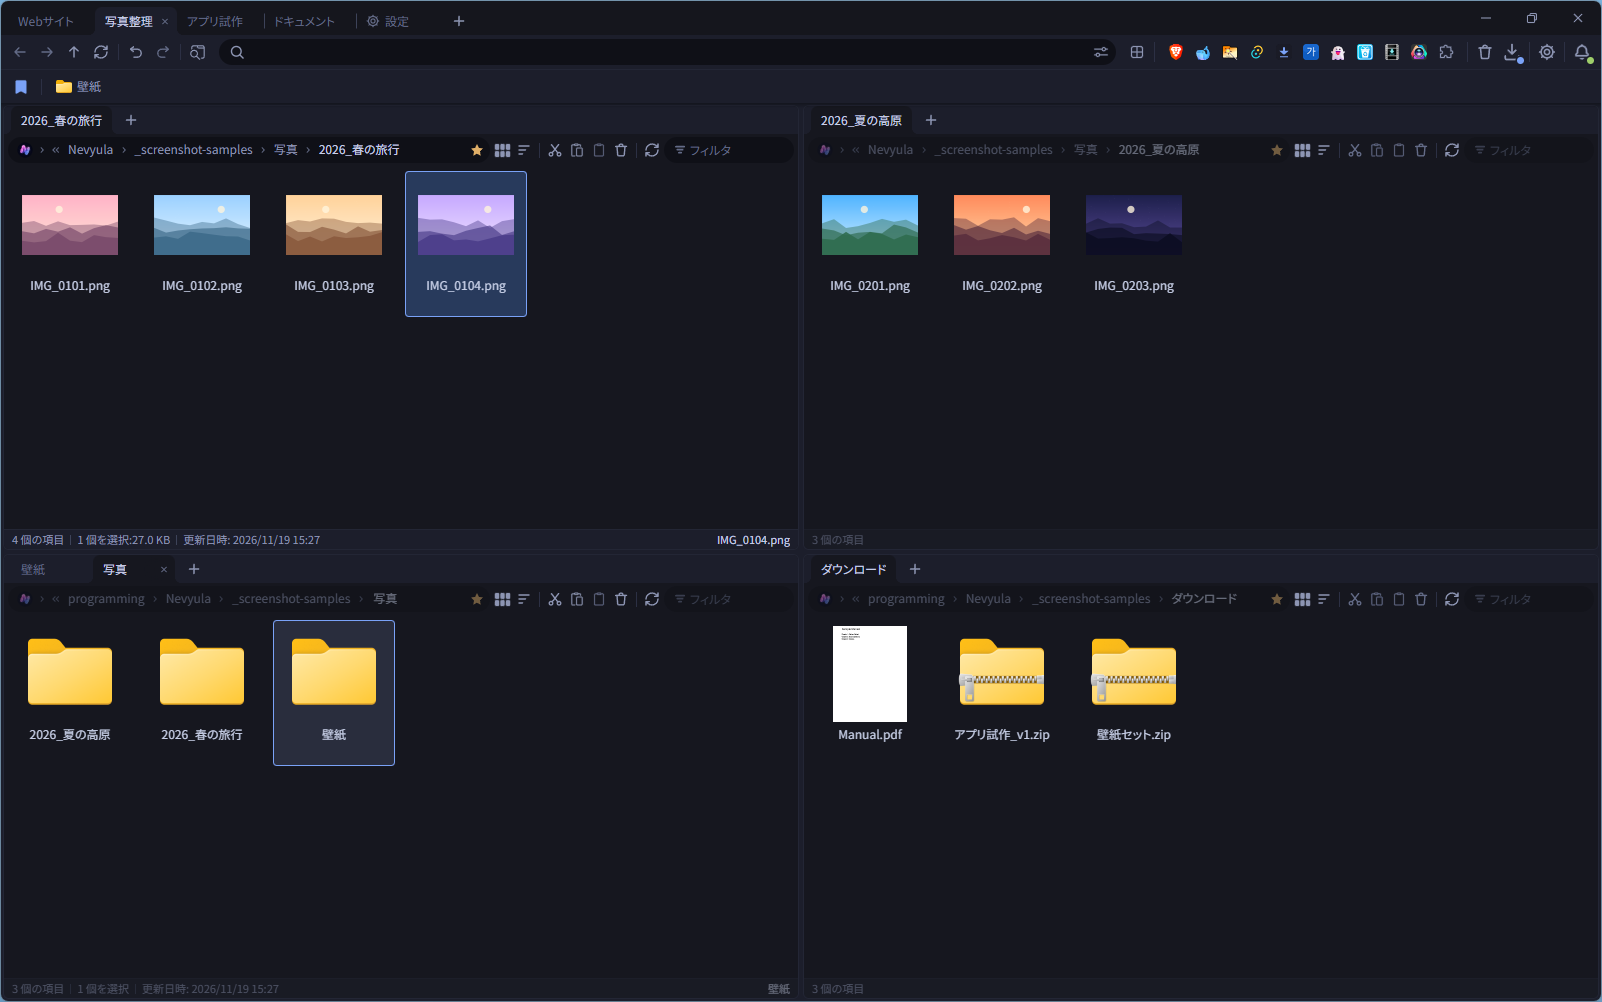 Webサイト 写真整理 × アプリ試作 ドキュメント 設定 +
壁紙
2026_春の旅行 +
Nevyula › _screenshot-samples › 写真 › 2026_春の旅行 フィルタ
IMG_0101.png IMG_0102.png IMG_0103.png IMG_0104.png
4 個の項目 | 1 個を選択:27.0 KB | 更新日時: 2026/11/19 15:27 IMG_0104.png
2026_夏の高原 +
Nevyula › _screenshot-samples › 写真 › 2026_夏の高原 フィルタ
IMG_0201.png IMG_0202.png IMG_0203.png
3 個の項目
壁紙 写真 × +
programming › Nevyula › _screenshot-samples › 写真 フィルタ
2026_夏の高原 2026_春の旅行 壁紙
3 個の項目 | 1 個を選択 | 更新日時: 2026/11/19 15:27 壁紙
ダウンロード +
programming › Nevyula › _screenshot-samples › ダウンロード フィルタ
Manual.pdf アプリ試作_v1.zip 壁紙セット.zip
3 個の項目